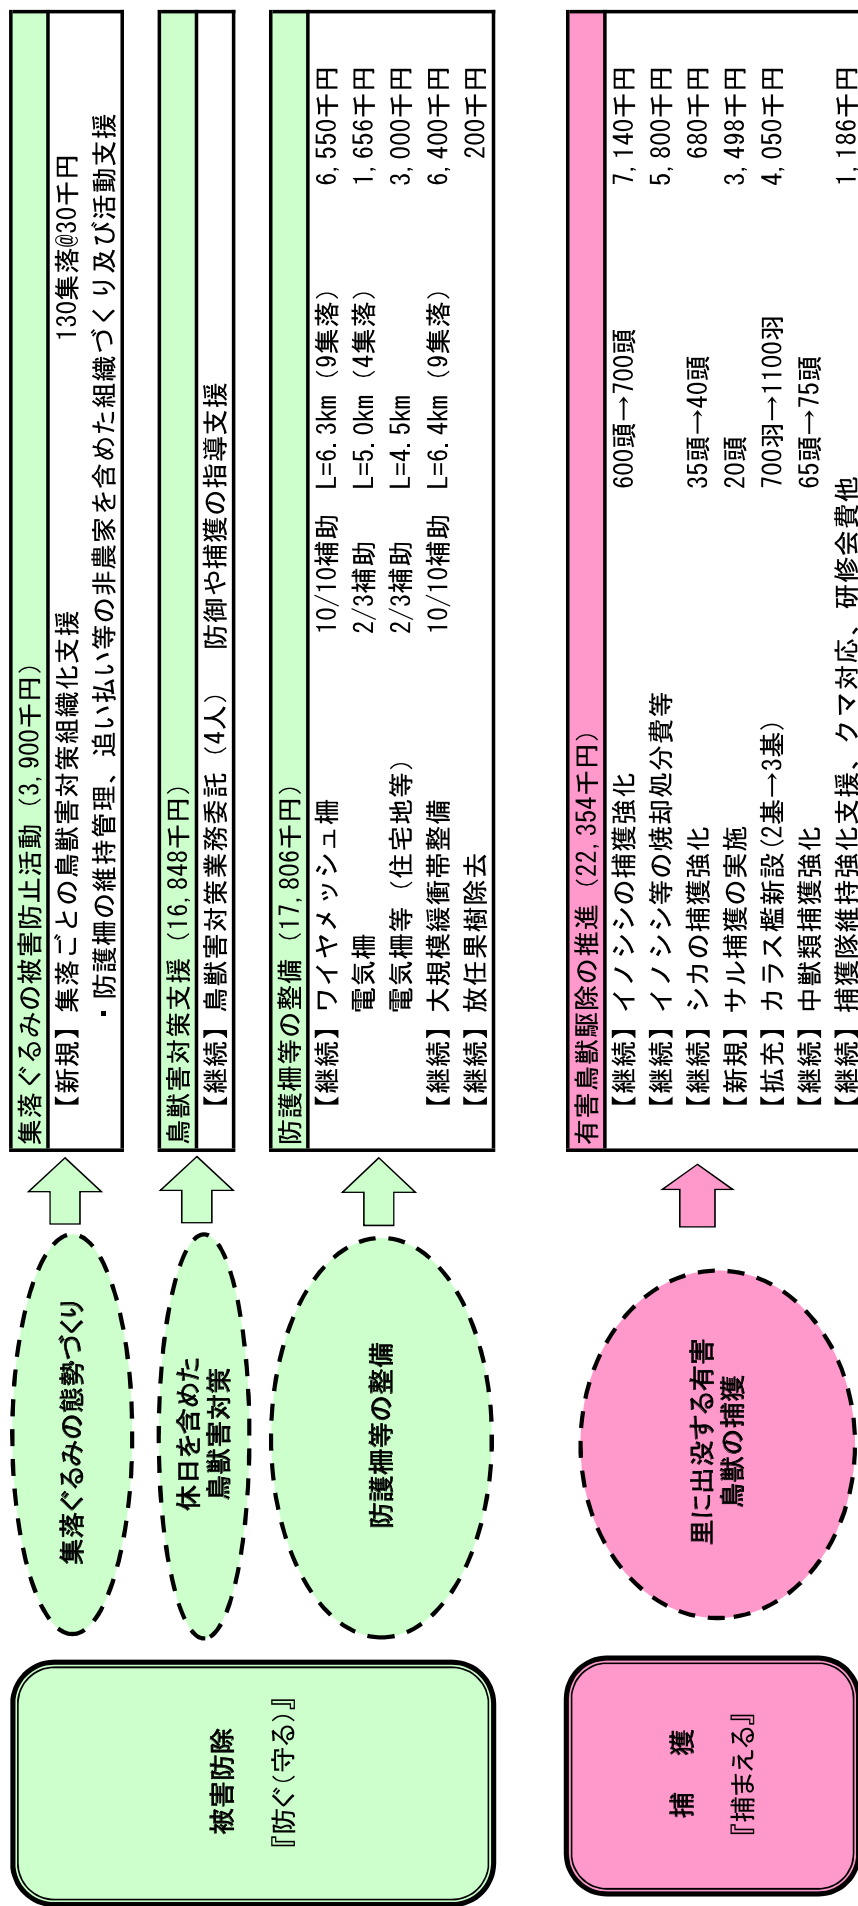 被害防除
『防ぐ(守る)』
集落ぐるみの態勢づくり
集落ぐるみの被害防止活動（3,900千円）
【新規】集落ごとの鳥獣害対策組織化支援 130集落@30千円
・防護柵の維持管理、追い払い等の非農家を含めた組織づくり及び活動支援
休日を含めた
鳥獣害対策
鳥獣害対策支援（16,848千円）
【継続】鳥獣害対策業務委託（4人） 防御や捕獲の指導支援
防護柵等の整備
防護柵等の整備（17,806千円）
【継続】ワイヤメッシュ柵 10/10補助 L=6.3km（9集落） 6,550千円
電気柵 2/3補助 L=5.0km（4集落） 1,656千円
電気柵等（住宅地等） 2/3補助 L=4.5km 3,000千円
【継続】大規模緩衝帯整備 10/10補助 L=6.4km（9集落） 6,400千円
【継続】放任果樹除去 200千円
捕　獲
『捕まえる』
里に出没する有害
鳥獣の捕獲
有害鳥獣駆除の推進（22,354千円）
【継続】イノシシの捕獲強化 600頭→700頭 7,140千円
【継続】イノシシ等の焼却処分費等 5,800千円
【継続】シカの捕獲強化 35頭→40頭 680千円
【新規】サル捕獲の実施 20頭 3,498千円
【拡充】カラス檻新設(2基→3基) 700羽→1100羽 4,050千円
【継続】中獣類捕獲強化 65頭→75頭
【継続】捕獲隊維持強化支援、クマ対応、研修会費他 1,186千円